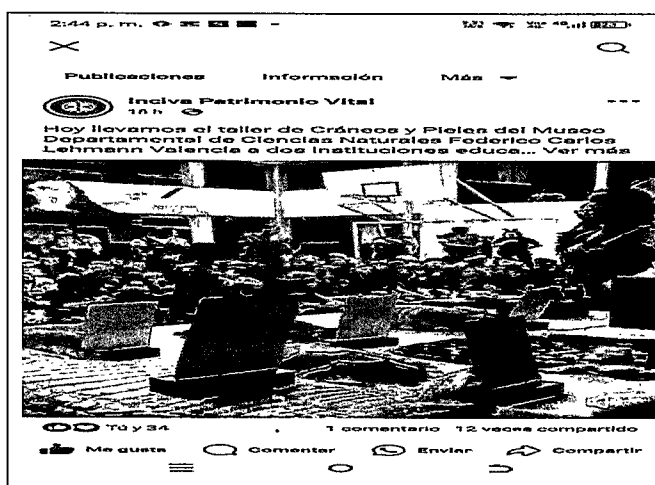 2:44 p. m.
Publicaciones Información Más
Inciva Patrimonio Vital
16 h
Hoy llevamos el taller de Cráneos y Pieles del Museo
Departamental de Ciencias Naturales Federico Carlos
Lehmann Valencia a dos instituciones educa... Ver más
Tú y 34 1 comentario 12 veces compartido
Me gusta Comentar Enviar Compartir